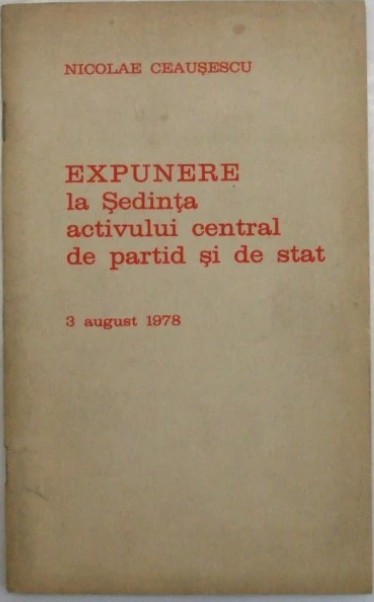 NICOLAE CEAUŞESCU
EXPUNERE
la Şedinţa
activului central
de partid şi de stat
3 august 1978